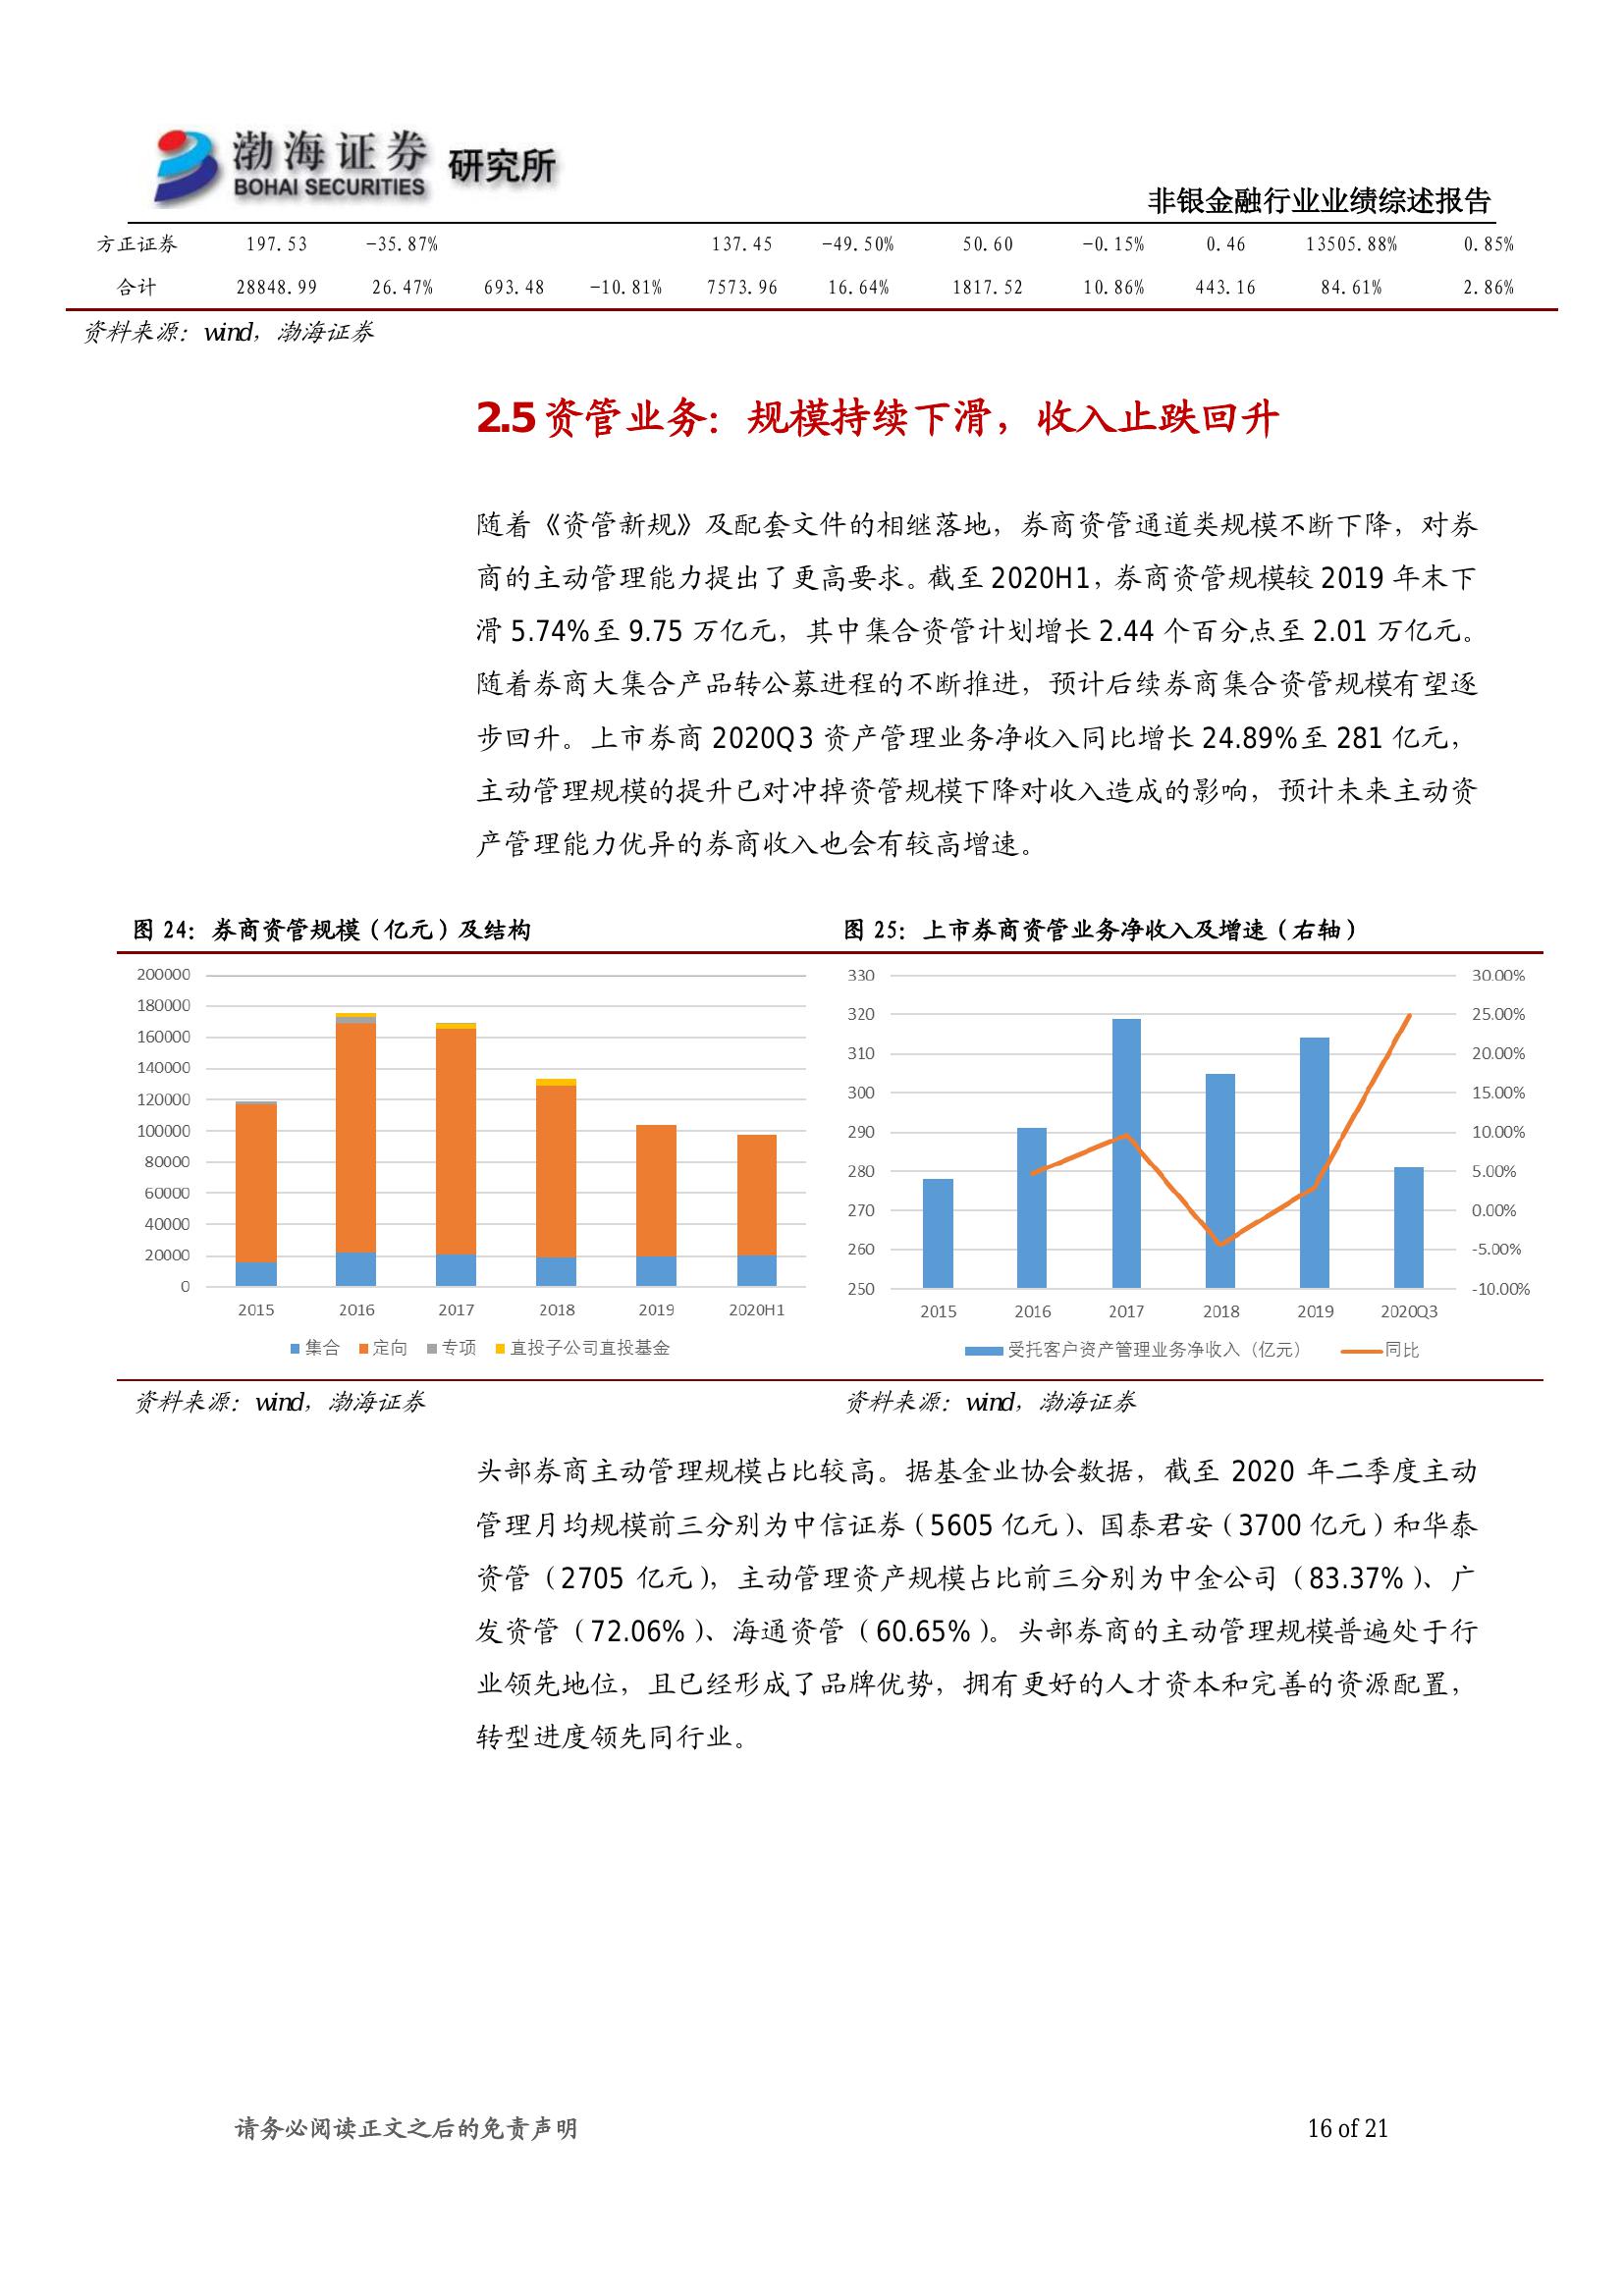 渤海证券 研究所
BOHAI SECURITIES
非银金融行业业绩综述报告
方正证券 197.53 -35.87% 137.45 -49.50% 50.60 -0.15% 0.46 13505.88% 0.85%
合计 28848.99 26.47% 693.48 -10.81% 7573.96 16.64% 1817.52 10.86% 443.16 84.61% 2.86%
资料来源：wind，渤海证券
2.5 资管业务：规模持续下滑，收入止跌回升
随着《资管新规》及配套文件的相继落地，券商资管通道类规模不断下降，对券
商的主动管理能力提出了更高要求。截至 2020H1，券商资管规模较 2019 年末下
滑 5.74%至 9.75 万亿元，其中集合资管计划增长 2.44 个百分点至 2.01 万亿元。
随着券商大集合产品转公募进程的不断推进，预计后续券商集合资管规模有望逐
步回升。上市券商 2020Q3 资产管理业务净收入同比增长 24.89%至 281 亿元，
主动管理规模的提升已对冲掉资管规模下降对收入造成的影响，预计未来主动资
产管理能力优异的券商收入也会有较高增速。
图 24：券商资管规模（亿元）及结构
200000
180000
160000
140000
120000
100000
80000
60000
40000
20000
0
2015 2016 2017 2018 2019 2020H1
集合 定向 专项 直投子公司直投基金
资料来源：wind，渤海证券
图 25：上市券商资管业务净收入及增速（右轴）
330 30.00%
320 25.00%
310 20.00%
300 15.00%
290 10.00%
280 5.00%
270 0.00%
260 -5.00%
250 -10.00%
2015 2016 2017 2018 2019 2020Q3
受托客户资产管理业务净收入（亿元） 同比
资料来源：wind，渤海证券
头部券商主动管理规模占比较高。据基金业协会数据，截至 2020 年二季度主动
管理月均规模前三分别为中信证券（5605 亿元）、国泰君安（3700 亿元）和华泰
资管（2705 亿元），主动管理资产规模占比前三分别为中金公司（83.37%）、广
发资管（72.06%）、海通资管（60.65%）。头部券商的主动管理规模普遍处于行
业领先地位，且已经形成了品牌优势，拥有更好的人才资本和完善的资源配置，
转型进度领先同行业。
请务必阅读正文之后的免责声明
16 of 21